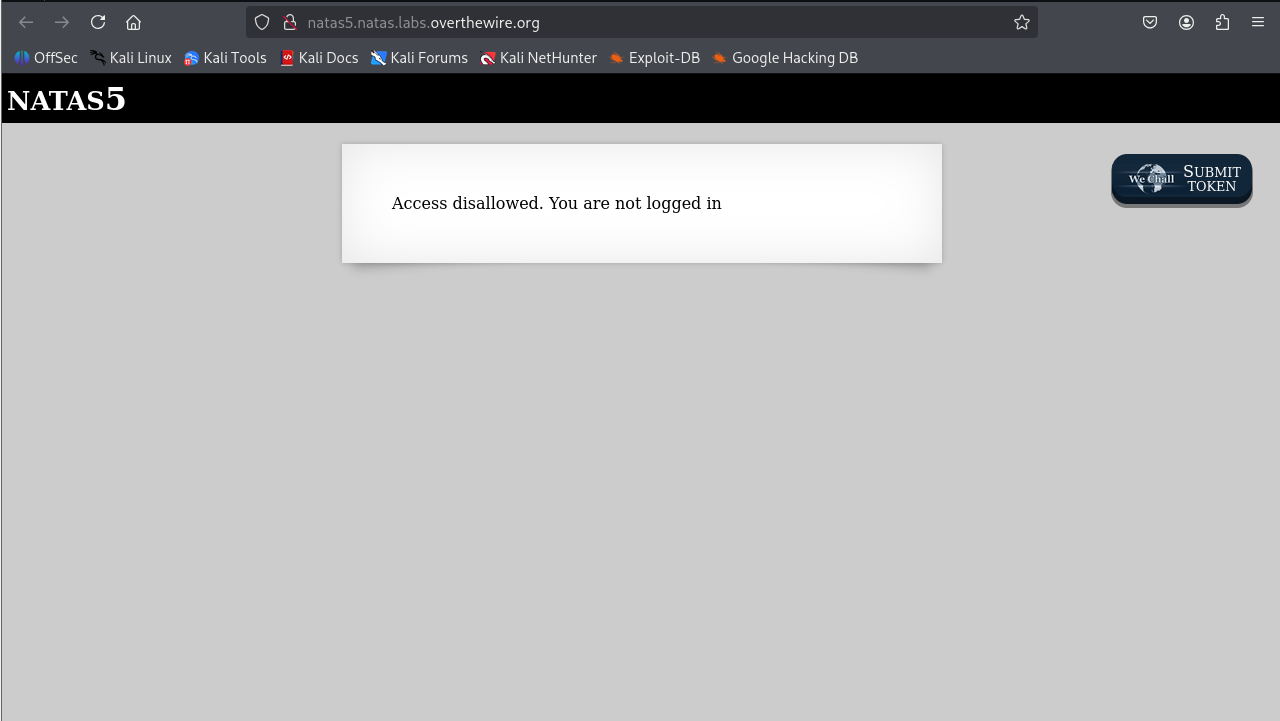 natas5.natas.labs.overthewire.org
OffSec Kali Linux Kali Tools Kali Docs Kali Forums Kali NetHunter Exploit-DB Google Hacking DB
NATAS5
We Chall SUBMIT
TOKEN
Access disallowed. You are not logged in